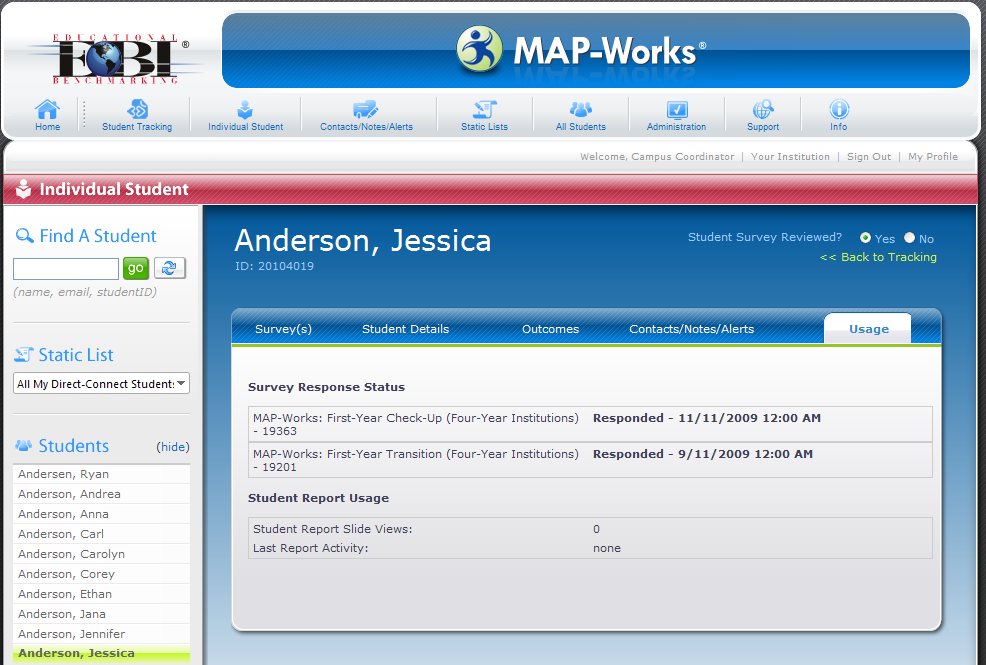 EDUCATIONAL
EBI®
BENCHMARKING
MAP-Works®
Home
Student Tracking
Individual Student
Contacts/Notes/Alerts
Static Lists
All Students
Administration
Support
Info
Welcome, Campus Coordinator | Your Institution | Sign Out | My Profile
Individual Student
Find A Student
go
(name, email, studentID)
Static List
All My Direct-Connect Students
Students (hide)
Andersen, Ryan
Anderson, Andrea
Anderson, Anna
Anderson, Carl
Anderson, Carolyn
Anderson, Corey
Anderson, Ethan
Anderson, Jana
Anderson, Jennifer
Anderson, Jessica
Anderson, Jessica
ID: 20104019
Student Survey Reviewed? Yes No
<< Back to Tracking
Survey(s) Student Details Outcomes Contacts/Notes/Alerts Usage
Survey Response Status
MAP-Works: First-Year Check-Up (Four-Year Institutions) Responded - 11/11/2009 12:00 AM
- 19363
MAP-Works: First-Year Transition (Four-Year Institutions) Responded - 9/11/2009 12:00 AM
- 19201
Student Report Usage
Student Report Slide Views: 0
Last Report Activity: none